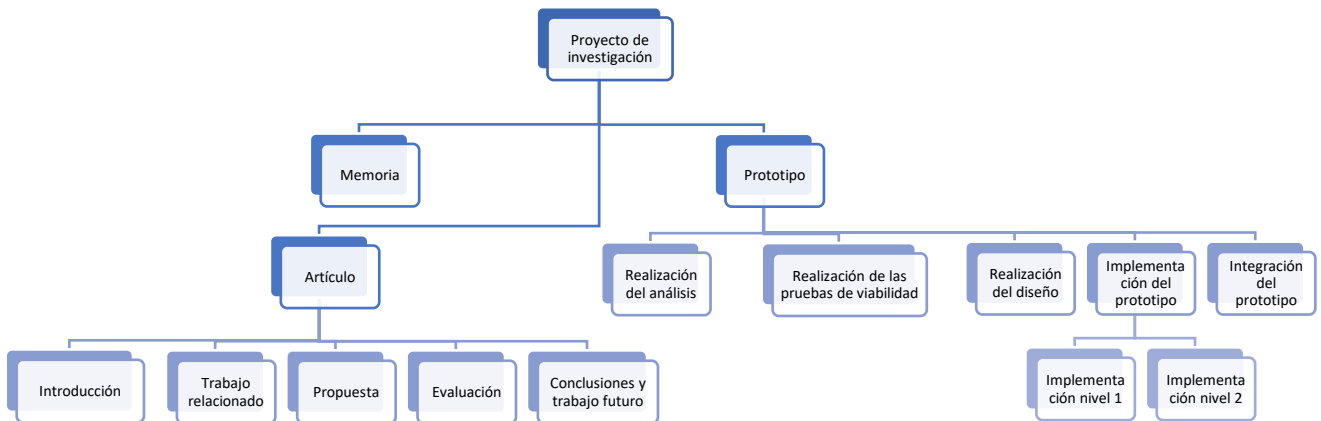 Proyecto de
investigación
Memoria
Prototipo
Artículo
Realización
del análisis
Realización de las
pruebas de viabilidad
Realización
del diseño
Implementa
ción del
prototipo
Integración
del
prototipo
Introducción
Trabajo
relacionado
Propuesta
Evaluación
Conclusiones y
trabajo futuro
Implementa
ción nivel 1
Implementa
ción nivel 2